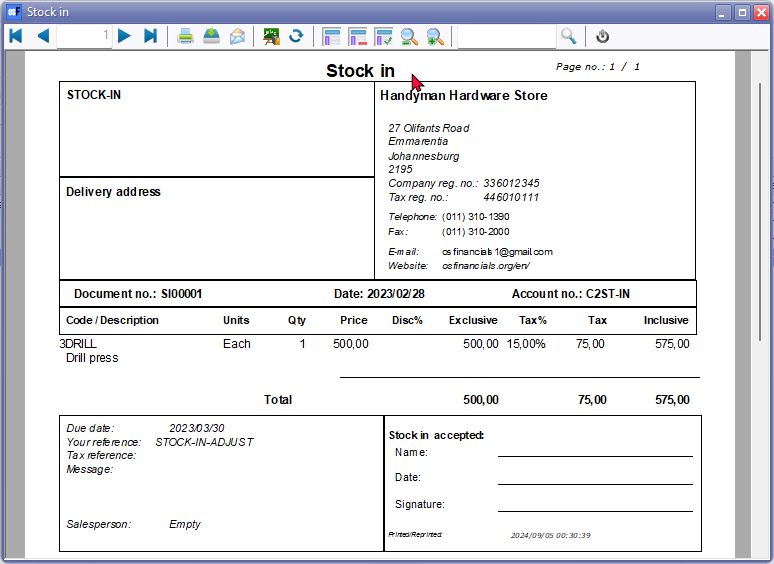 Stock in
1
Stock in
Page no.: 1 / 1
STOCK-IN
Handyman Hardware Store
27 Olifants Road
Emmarentia
Johannesburg
2195
Company reg. no.: 336012345
Tax reg. no.: 446010111
Telephone: (011) 310-1390
Fax: (011) 310-2000
E-mail: csfinancials1@gmail.com
Website: csfinancials.org/en/
Delivery address
Document no.: SI00001 Date: 2023/02/28 Account no.: C2ST-IN
Code / Description Units Qty Price Disc% Exclusive Tax% Tax Inclusive
3DRILL Each 1 500,00 500,00 15,00% 75,00 575,00
Drill press
Total 500,00 75,00 575,00
Due date: 2023/03/30
Your reference: STOCK-IN-ADJUST
Tax reference:
Message:
Salesperson: Empty
Stock in accepted:
Name:
Date:
Signature:
Printed/Reprinted: 2024/09/05 00:30:39